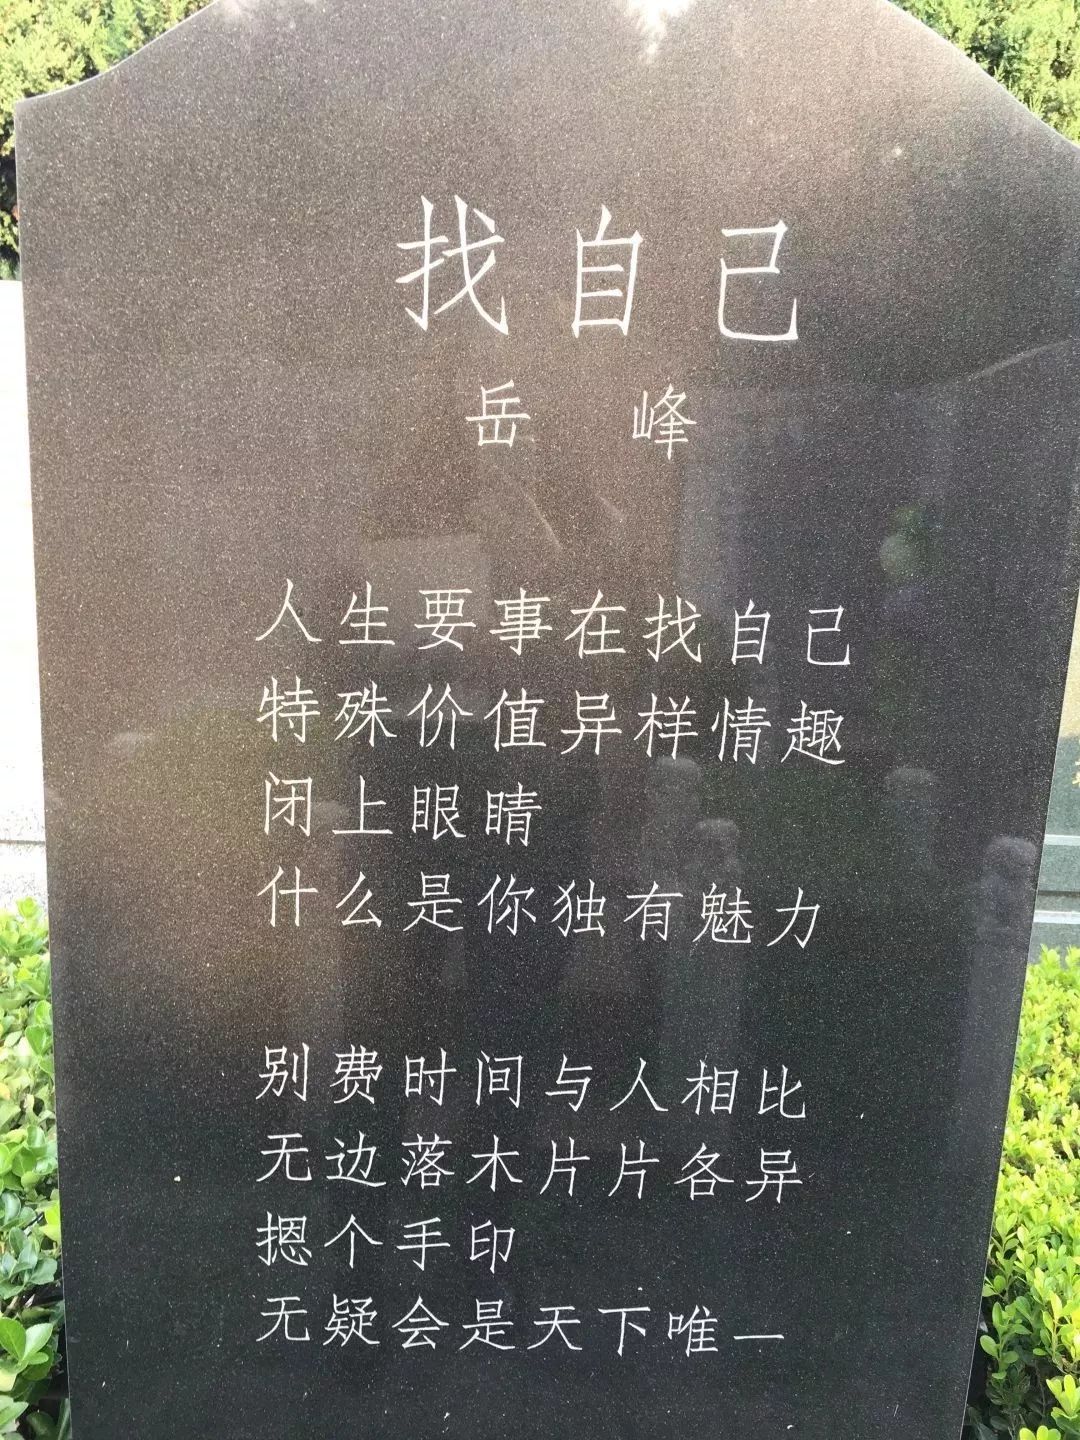 找自己
岳峰
人生要事在找自己
特殊价值异样情趣
闭上眼睛
什么是你独有魅力
别费时间与人相比
无边落木片片各异
摁个手印
无疑会是天下唯一